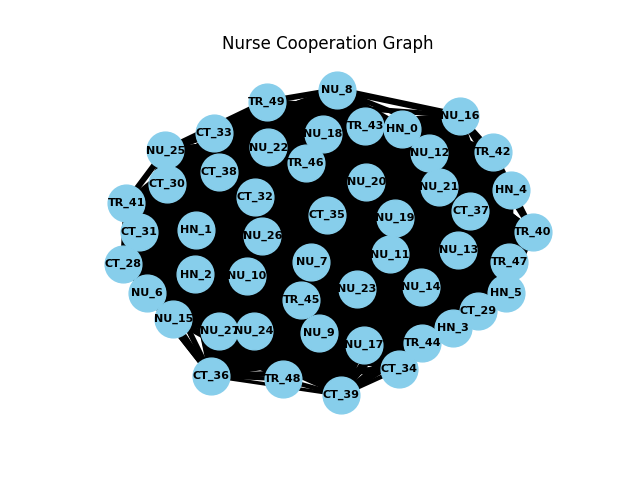 Nurse Cooperation Graph
NU_8
TR_49
NU_16
TR_43
HN_0
CT_33
NU_18
NU_22
NU_25
NU_12
TR_42
TR_46
CT_38
NU_20
CT_30
NU_21
HN_4
CT_32
TR_41
CT_37
CT_35
NU_19
HN_1
CT_31
TR_40
NU_26
NU_13
NU_11
NU_7
TR_47
CT_28
HN_2
NU_10
NU_14
NU_23
NU_6
HN_5
TR_45
CT_29
NU_15
HN_3
NU_27
NU_24
NU_9
TR_44
NU_17
CT_34
CT_36
TR_48
CT_39